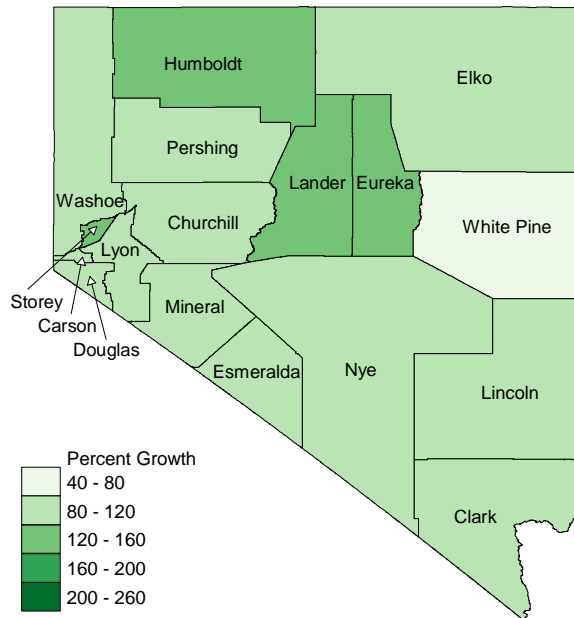 Humboldt
Elko
Pershing
Lander
Eureka
Washoe
Churchill
White Pine
Lyon
Storey
Carson
Mineral
Douglas
Esmeralda
Nye
Lincoln
Percent Growth
40 - 80
80 - 120
120 - 160
160 - 200
200 - 260
Clark